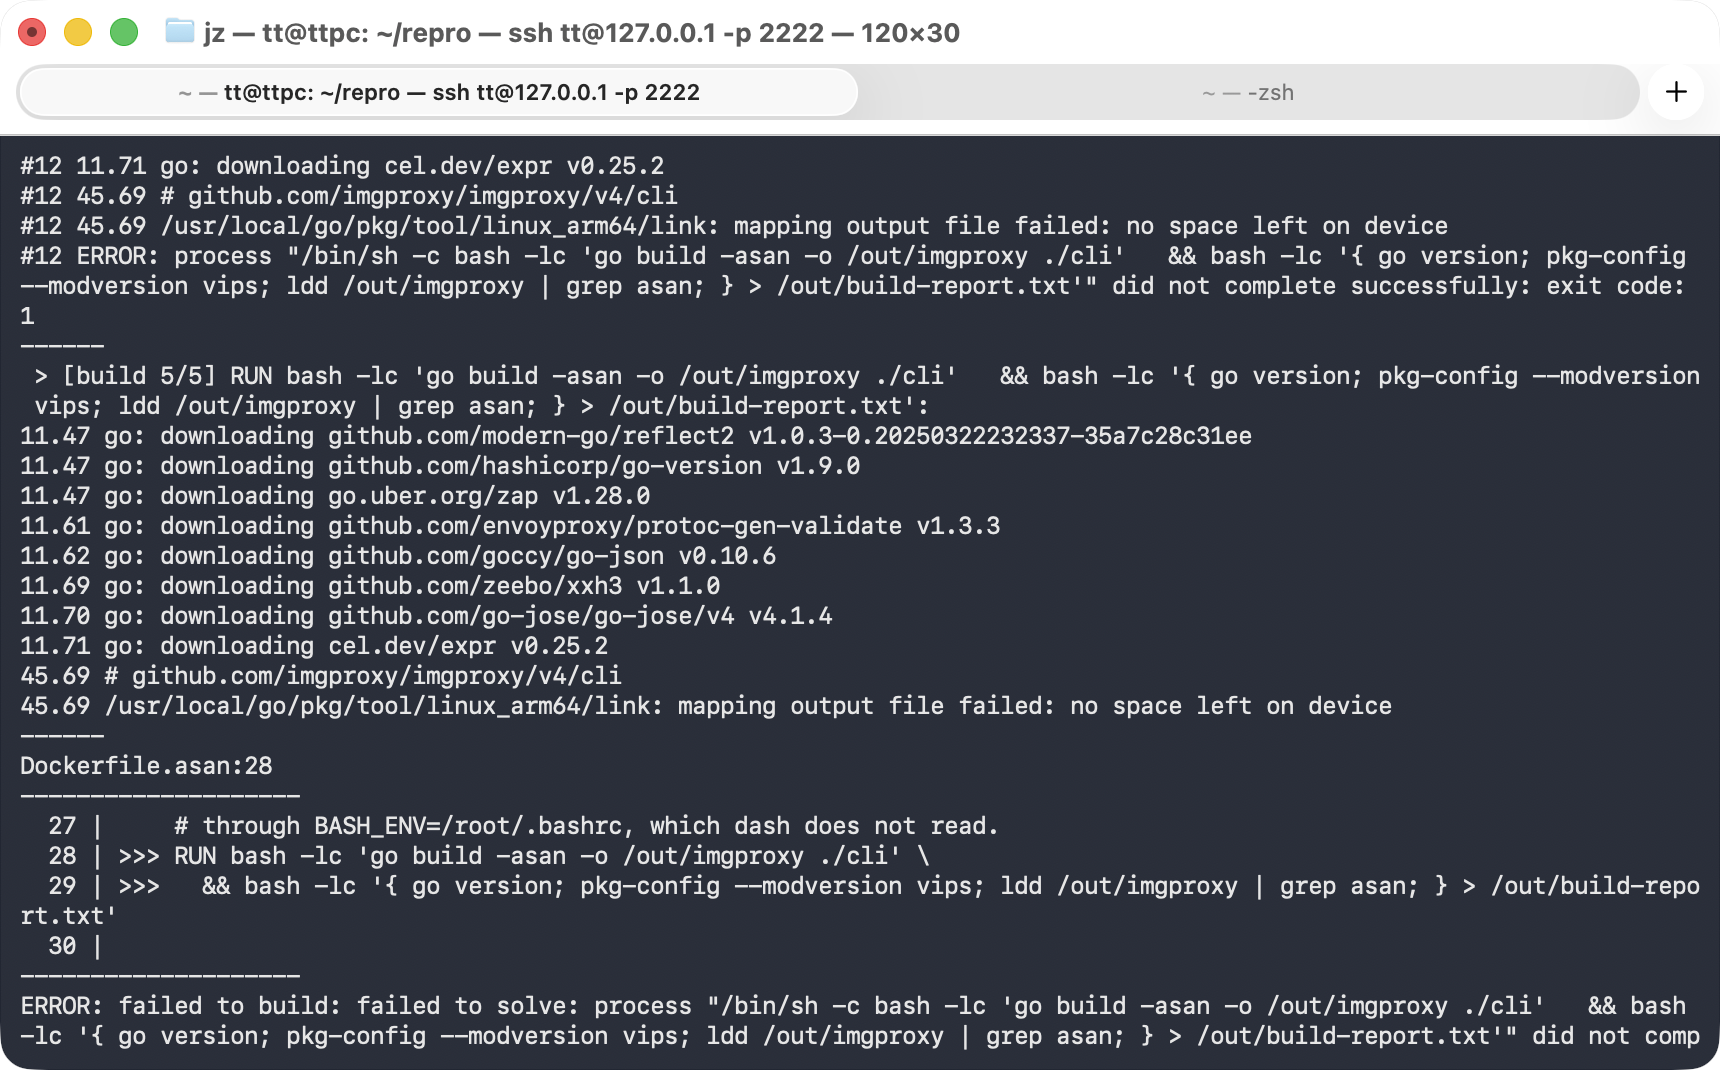 jz — tt@ttpc: ~/repro — ssh tt@127.0.0.1 -p 2222 — 120×30
~ — tt@ttpc: ~/repro — ssh tt@127.0.0.1 -p 2222
~ — -zsh
+
#12 11.71 go: downloading cel.dev/expr v0.25.2
#12 45.69 # github.com/imgproxy/imgproxy/v4/cli
#12 45.69 /usr/local/go/pkg/tool/linux_arm64/link: mapping output file failed: no space left on device
#12 ERROR: process "/bin/sh -c bash -lc 'go build -asan -o /out/imgproxy ./cli'   && bash -lc '{ go version; pkg-config
--modversion vips; ldd /out/imgproxy | grep asan; } > /out/build-report.txt'" did not complete successfully: exit code:
1
------
 > [build 5/5] RUN bash -lc 'go build -asan -o /out/imgproxy ./cli'   && bash -lc '{ go version; pkg-config --modversion
 vips; ldd /out/imgproxy | grep asan; } > /out/build-report.txt':
11.47 go: downloading github.com/modern-go/reflect2 v1.0.3-0.20250322232337-35a7c28c31ee
11.47 go: downloading github.com/hashicorp/go-version v1.9.0
11.47 go: downloading go.uber.org/zap v1.28.0
11.61 go: downloading github.com/envoyproxy/protoc-gen-validate v1.3.3
11.62 go: downloading github.com/goccy/go-json v0.10.6
11.69 go: downloading github.com/zeebo/xxh3 v1.1.0
11.70 go: downloading github.com/go-jose/go-jose/v4 v4.1.4
11.71 go: downloading cel.dev/expr v0.25.2
45.69 # github.com/imgproxy/imgproxy/v4/cli
45.69 /usr/local/go/pkg/tool/linux_arm64/link: mapping output file failed: no space left on device
------
Dockerfile.asan:28
--------------------
  27 |     # through BASH_ENV=/root/.bashrc, which dash does not read.
  28 | >>> RUN bash -lc 'go build -asan -o /out/imgproxy ./cli' \
  29 | >>>   && bash -lc '{ go version; pkg-config --modversion vips; ldd /out/imgproxy | grep asan; } > /out/build-repo
rt.txt'
  30 |
--------------------
ERROR: failed to build: failed to solve: process "/bin/sh -c bash -lc 'go build -asan -o /out/imgproxy ./cli'   && bash
-lc '{ go version; pkg-config --modversion vips; ldd /out/imgproxy | grep asan; } > /out/build-report.txt'" did not comp